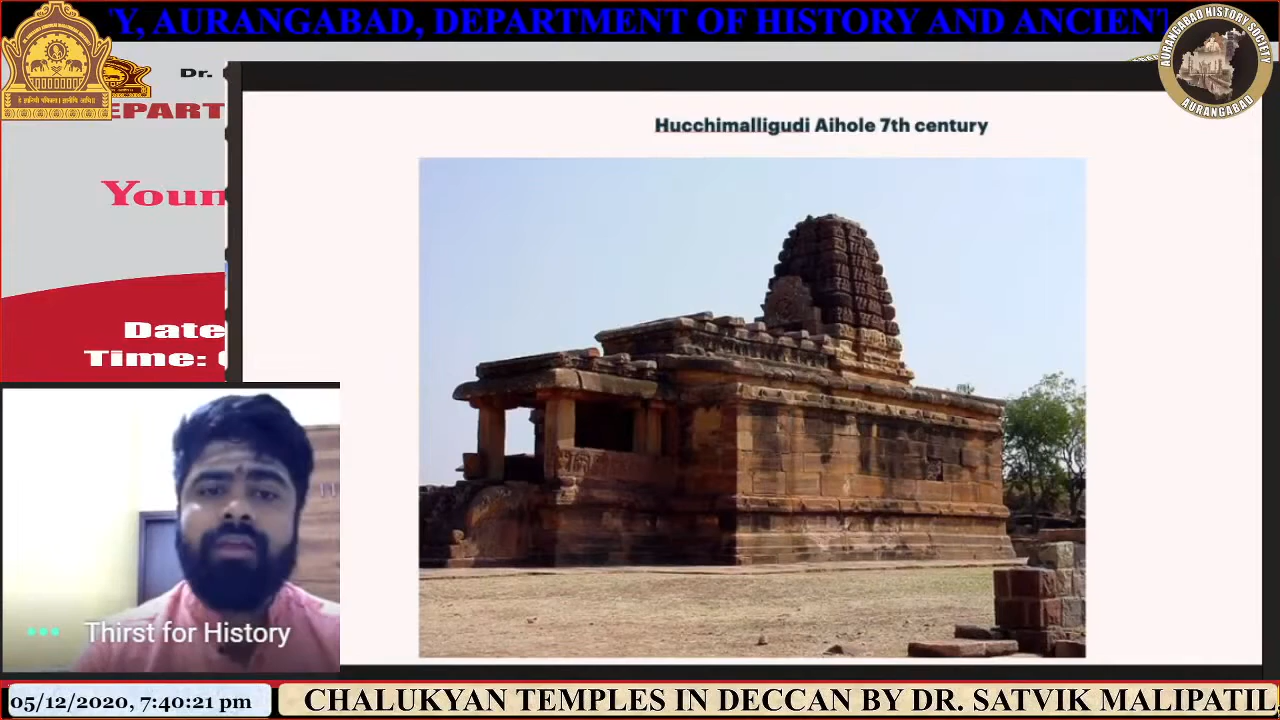 Y, AURANGABAD, DEPARTMENT OF HISTORY AND ANCIENT
AURANGABAD HISTORY SOCIETY
AURANGABAD
Dr.
EPART
Hucchimalligudi Aihole 7th century
Youn
Date
Time:
Thirst for History
05/12/2020, 7:40:21 pm
CHALUKYAN TEMPLES IN DECCAN BY DR. SATVIK MALIPATIL,